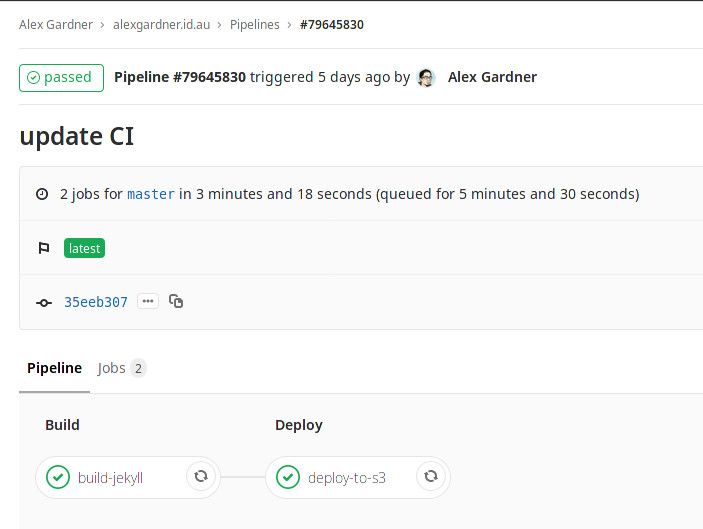 Alex Gardner › alexgardner.id.au › Pipelines › #79645830
passed Pipeline #79645830 triggered 5 days ago by Alex Gardner
update CI
2 jobs for master in 3 minutes and 18 seconds (queued for 5 minutes and 30 seconds)
latest
35eeb307 ···
Pipeline Jobs 2
Build Deploy
build-jekyll deploy-to-s3